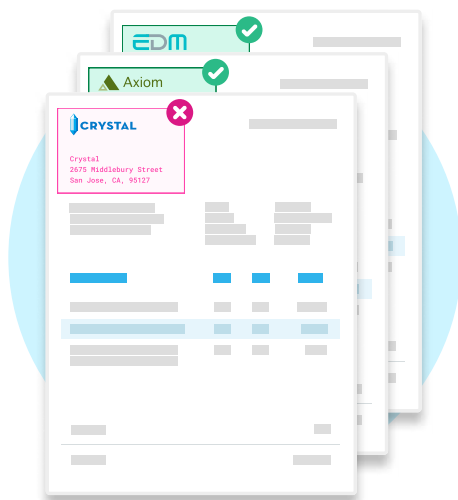 EDM
Axiom
CRYSTAL
Crystal
2675 Middlebury Street
San Jose, CA, 95127